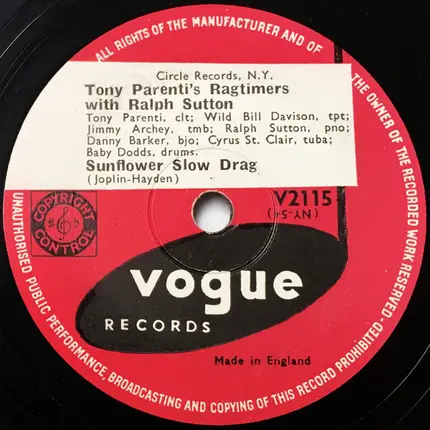 ALL RIGHTS OF THE MANUFACTURER AND OF THE OWNER OF THE RECORDED WORK RESERVED - UNAUTHORISED PUBLIC PERFORMANCE, BROADCASTING AND COPYING OF THIS RECORD PROHIBITED -
Circle Records, N.Y.
Tony Parenti's Ragtimers
with Ralph Sutton
Tony Parenti, clt; Wild Bill Davison, tpt;
Jimmy Archey, tmb; Ralph Sutton, pno;
Danny Barker, bjo; Cyrus St. Clair, tuba;
Baby Dodds, drums.
Sunflower Slow Drag
(Joplin-Hayden)
V2115
COPYRIGHT
CONTROL
vogue
RECORDS
Made in England